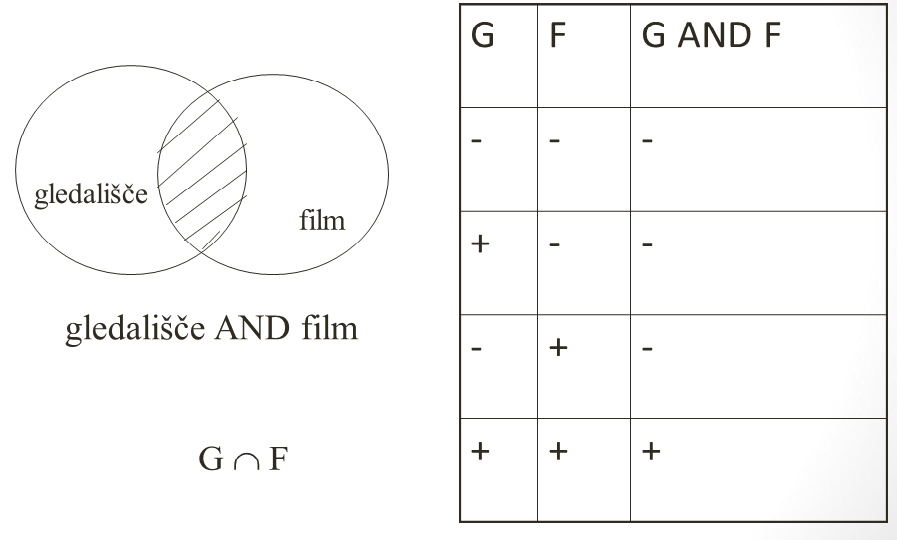 gledališče
film
gledališče AND film
G ∩ F
G F G AND F
- - -
+ - -
- + -
+ + +